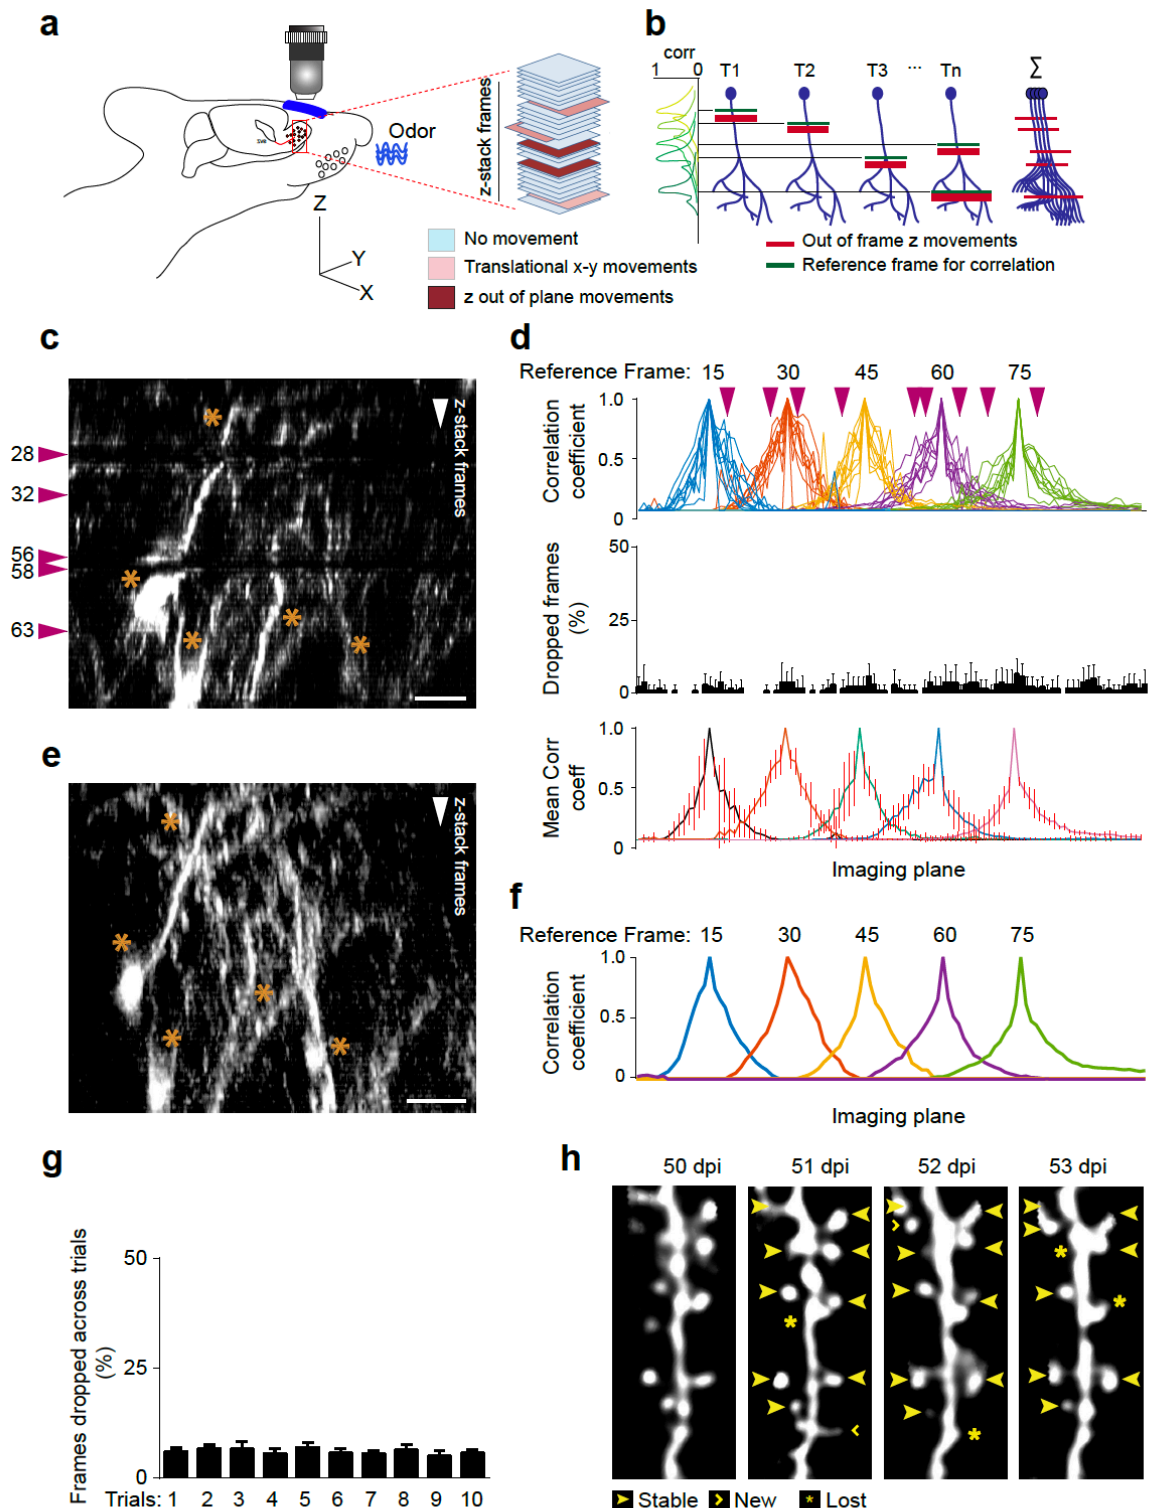 a
Odor
z-stack frames
Z
Y
X
No movement
Translational x-y movements
z out of plane movements
b
corr
1 0
T1 T2 T3 ... Tn Σ
Out of frame z movements
Reference frame for correlation
c
z-stack frames
28
32
56
58
63
d
Reference Frame: 15 30 45 60 75
Correlation coefficient
1.0
0.5
0
Dropped frames (%)
50
25
0
Mean Corr coeff
1.0
0.5
0
Imaging plane
e
z-stack frames
f
Reference Frame: 15 30 45 60 75
Correlation coefficient
1.0
0.5
0
Imaging plane
g
Frames dropped across trials (%)
50
25
0
Trials: 1 2 3 4 5 6 7 8 9 10
h
50 dpi 51 dpi 52 dpi 53 dpi
Stable New Lost